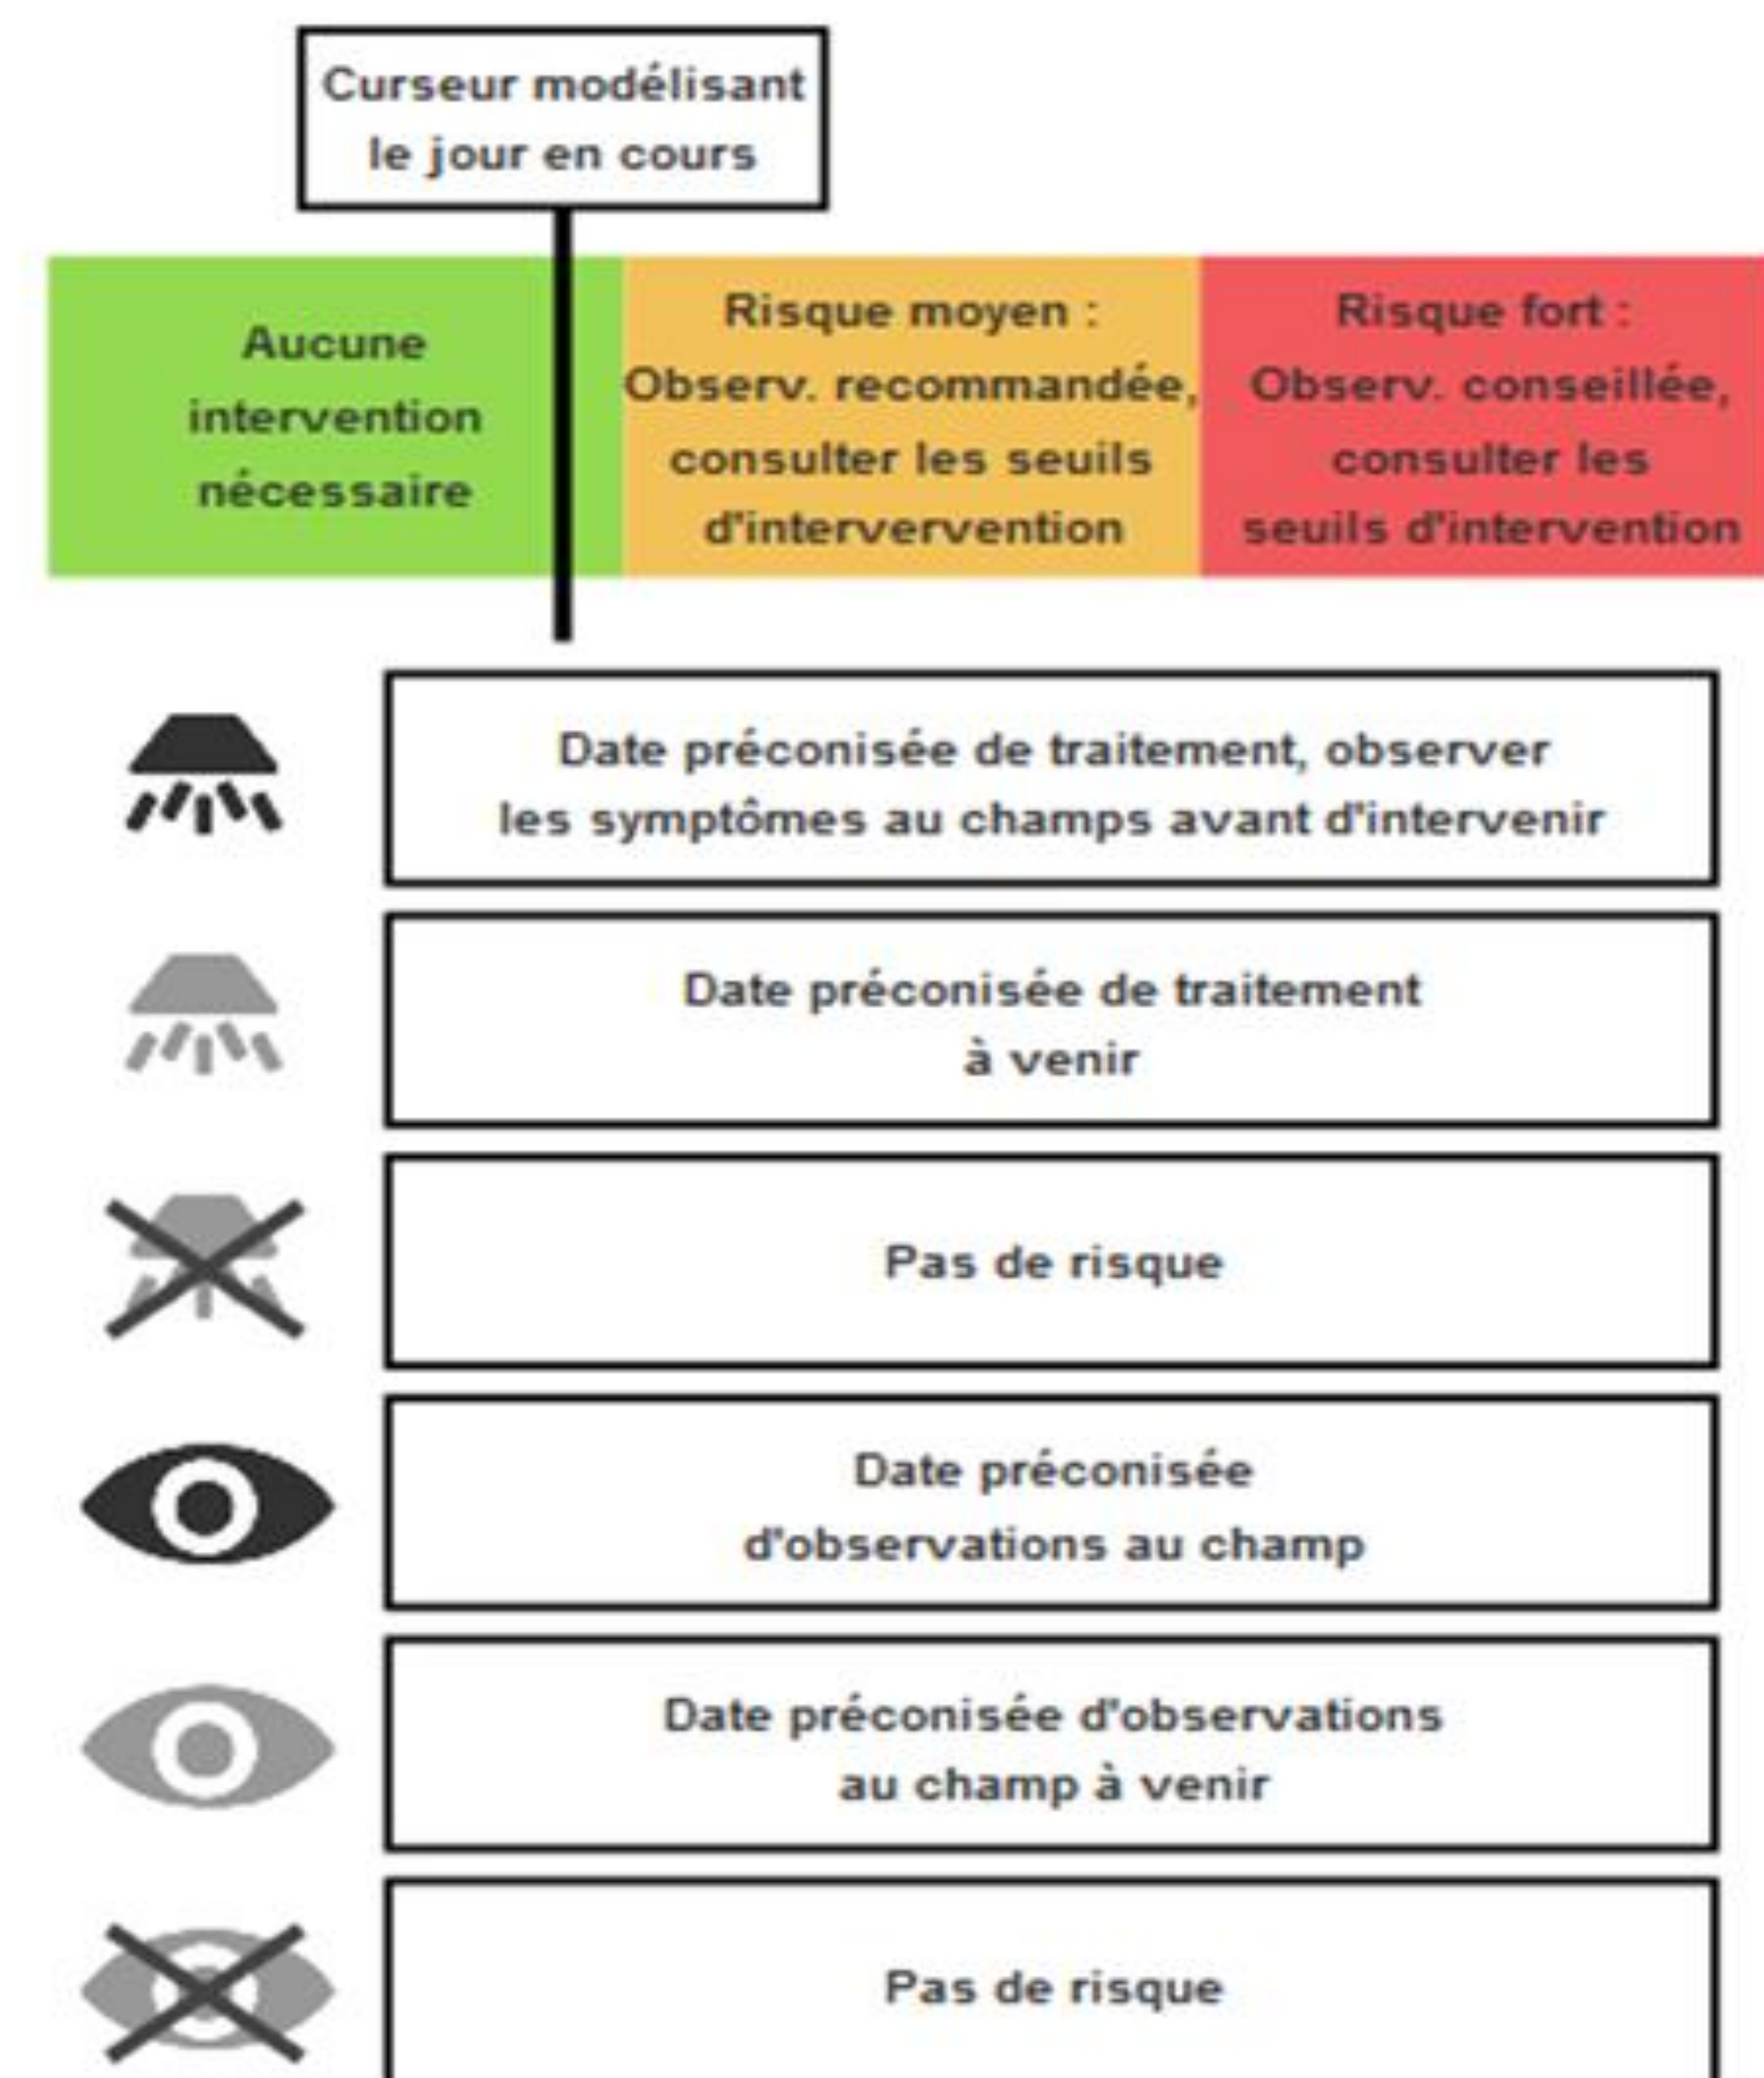 Curseur modélisant
le jour en cours
Aucune
intervention
nécessaire
Risque moyen :
Observ. recommandée,
consulter les seuils
d'intervervention
Risque fort :
Observ. conseillée,
consulter les
seuils d'intervention
Date préconisée de traitement, observer
les symptômes au champs avant d'intervenir
Date préconisée de traitement
à venir
Pas de risque
Date préconisée
d'observations au champ
Date préconisée d'observations
au champ à venir
Pas de risque